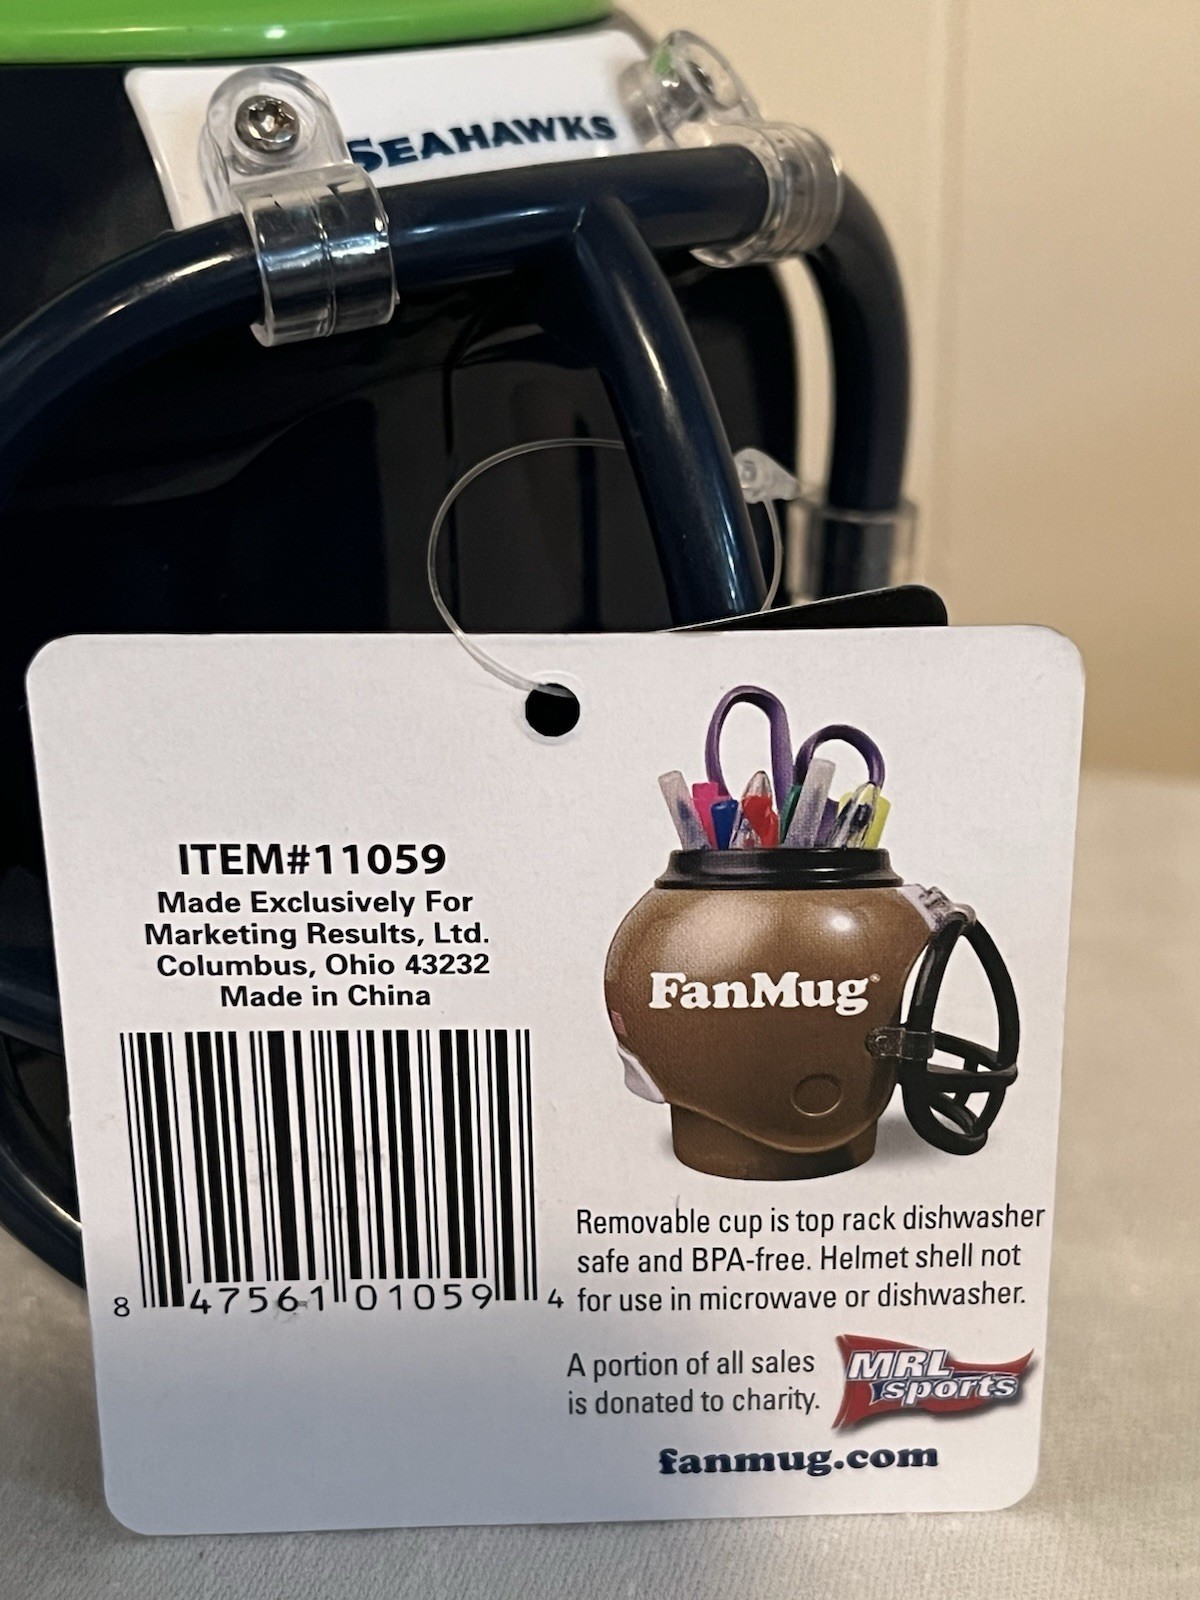 SEAHAWKS
ITEM#11059
Made Exclusively For
Marketing Results, Ltd.
Columbus, Ohio 43232
Made in China
8 47561 01059 4
FanMug®
Removable cup is top rack dishwasher
safe and BPA-free. Helmet shell not
for use in microwave or dishwasher.
A portion of all sales
is donated to charity.
MRL
sports
fanmug.com